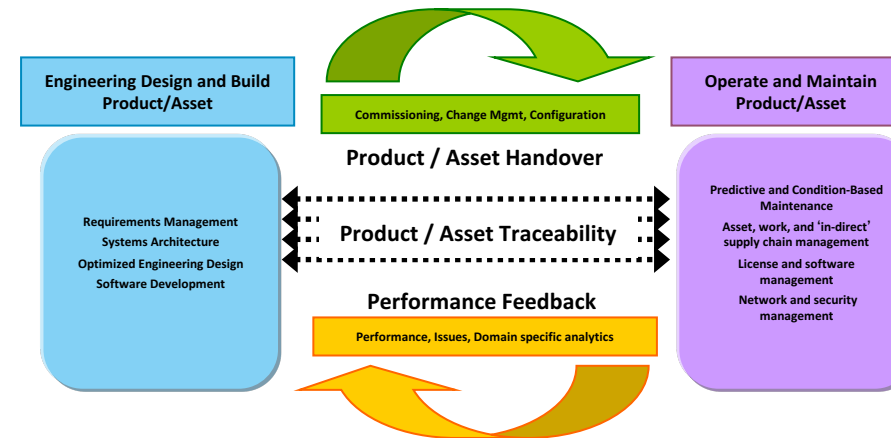 Engineering Design and Build
Product/Asset
Commissioning, Change Mgmt, Configuration
Operate and Maintain
Product/Asset
Product / Asset Handover
Requirements Management
Systems Architecture
Optimized Engineering Design
Software Development
Product / Asset Traceability
Predictive and Condition-Based
Maintenance
Asset, work, and ‘in-direct’
supply chain management
License and software
management
Network and security
management
Performance Feedback
Performance, Issues, Domain specific analytics